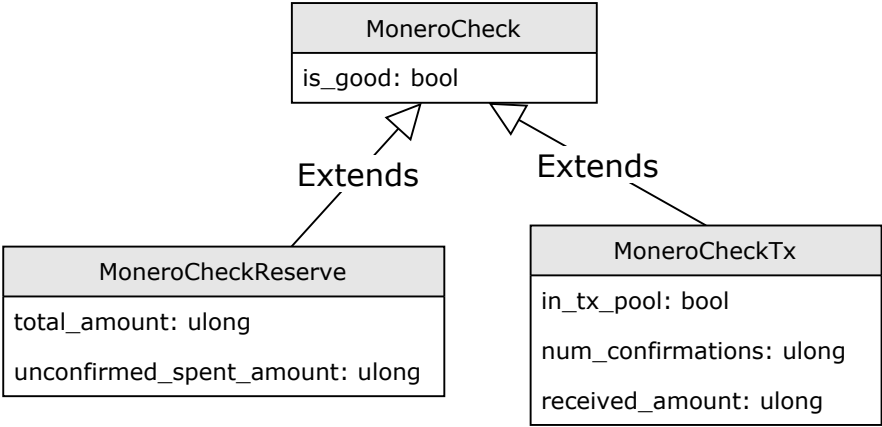 MoneroCheck
is_good: bool
Extends
Extends
MoneroCheckReserve
total_amount: ulong
unconfirmed_spent_amount: ulong
MoneroCheckTx
in_tx_pool: bool
num_confirmations: ulong
received_amount: ulong